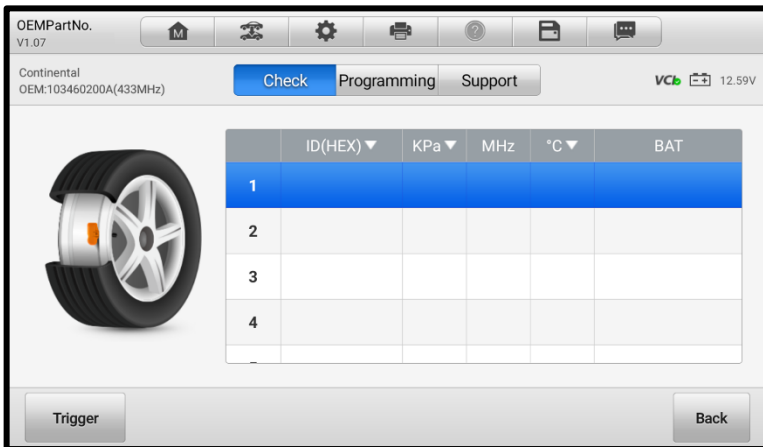 OEMPartNo.
V1.07
M
Continental
OEM:103460200A(433MHz)
Check Programming Support
VCI 12.59V
ID(HEX) KPa MHz °C BAT
1
2
3
4
Trigger Back